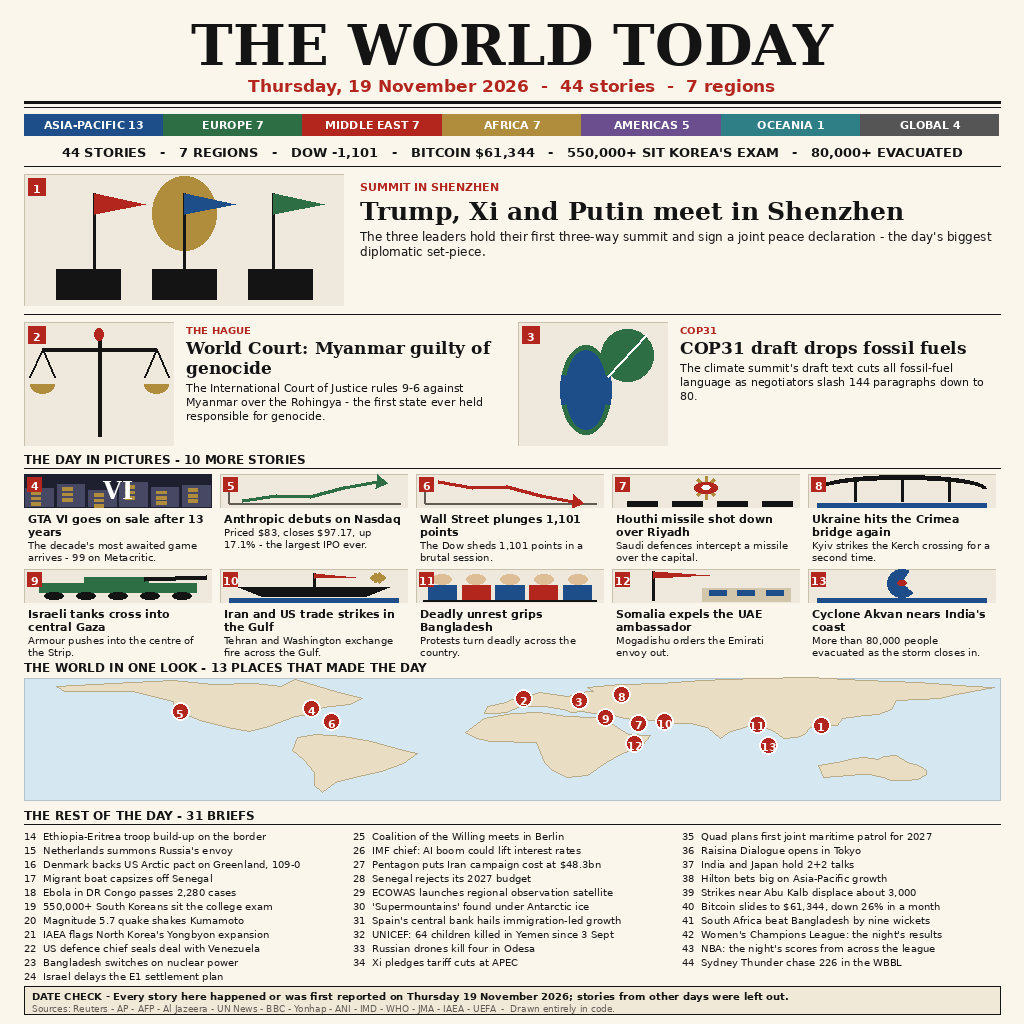 THE WORLD TODAY
Thursday, 19 November 2026 - 44 stories - 7 regions
ASIA-PACIFIC 13
EUROPE 7
MIDDLE EAST 7
AFRICA 7
AMERICAS 5
OCEANIA 1
GLOBAL 4
44 STORIES - 7 REGIONS - DOW -1,101 - BITCOIN $61,344 - 550,000+ SIT KOREA'S EXAM - 80,000+ EVACUATED
1
SUMMIT IN SHENZHEN
Trump, Xi and Putin meet in Shenzhen
The three leaders hold their first three-way summit and sign a joint peace declaration - the day's biggest
diplomatic set-piece.
2
THE HAGUE
World Court: Myanmar guilty of
genocide
The International Court of Justice rules 9-6 against
Myanmar over the Rohingya - the first state ever held
responsible for genocide.
3
COP31
COP31 draft drops fossil fuels
The climate summit's draft text cuts all fossil-fuel
language as negotiators slash 144 paragraphs down to
80.
THE DAY IN PICTURES - 10 MORE STORIES
4
VI
GTA VI goes on sale after 13
years
The decade's most awaited game
arrives - 99 on Metacritic.
5
Anthropic debuts on Nasdaq
Priced $83, closes $97.17, up
17.1% - the largest IPO ever.
6
Wall Street plunges 1,101
points
The Dow sheds 1,101 points in a
brutal session.
7
Houthi missile shot down
over Riyadh
Saudi defences intercept a missile
over the capital.
8
Ukraine hits the Crimea
bridge again
Kyiv strikes the Kerch crossing for a
second time.
9
Israeli tanks cross into
central Gaza
Armour pushes into the centre of
the Strip.
10
Iran and US trade strikes in
the Gulf
Tehran and Washington exchange
fire across the Gulf.
11
Deadly unrest grips
Bangladesh
Protests turn deadly across the
country.
12
Somalia expels the UAE
ambassador
Mogadishu orders the Emirati
envoy out.
13
Cyclone Akvan nears India's
coast
More than 80,000 people
evacuated as the storm closes in.
THE WORLD IN ONE LOOK - 13 PLACES THAT MADE THE DAY
5
4
6
2
3
8
9
7
10
12
11
13
1
THE REST OF THE DAY - 31 BRIEFS
14 Ethiopia-Eritrea troop build-up on the border
15 Netherlands summons Russia's envoy
16 Denmark backs US Arctic pact on Greenland, 109-0
17 Migrant boat capsizes off Senegal
18 Ebola in DR Congo passes 2,280 cases
19 550,000+ South Koreans sit the college exam
20 Magnitude 5.7 quake shakes Kumamoto
21 IAEA flags North Korea's Yongbyon expansion
22 US defence chief seals deal with Venezuela
23 Bangladesh switches on nuclear power
24 Israel delays the E1 settlement plan
25 Coalition of the Willing meets in Berlin
26 IMF chief: AI boom could lift interest rates
27 Pentagon puts Iran campaign cost at $48.3bn
28 Senegal rejects its 2027 budget
29 ECOWAS launches regional observation satellite
30 'Supermountains' found under Antarctic ice
31 Spain's central bank hails immigration-led growth
32 UNICEF: 64 children killed in Yemen since 3 Sept
33 Russian drones kill four in Odesa
34 Xi pledges tariff cuts at APEC
35 Quad plans first joint maritime patrol for 2027
36 Raisina Dialogue opens in Tokyo
37 India and Japan hold 2+2 talks
38 Hilton bets big on Asia-Pacific growth
39 Strikes near Abu Kalb displace about 3,000
40 Bitcoin slides to $61,344, down 26% in a month
41 South Africa beat Bangladesh by nine wickets
42 Women's Champions League: the night's results
43 NBA: the night's scores from across the league
44 Sydney Thunder chase 226 in the WBBL
DATE CHECK - Every story here happened or was first reported on Thursday 19 November 2026; stories from other days were left out.
Sources: Reuters - AP - AFP - Al Jazeera - UN News - BBC - Yonhap - ANI - IMD - WHO - JMA - IAEA - UEFA - Drawn entirely in code.